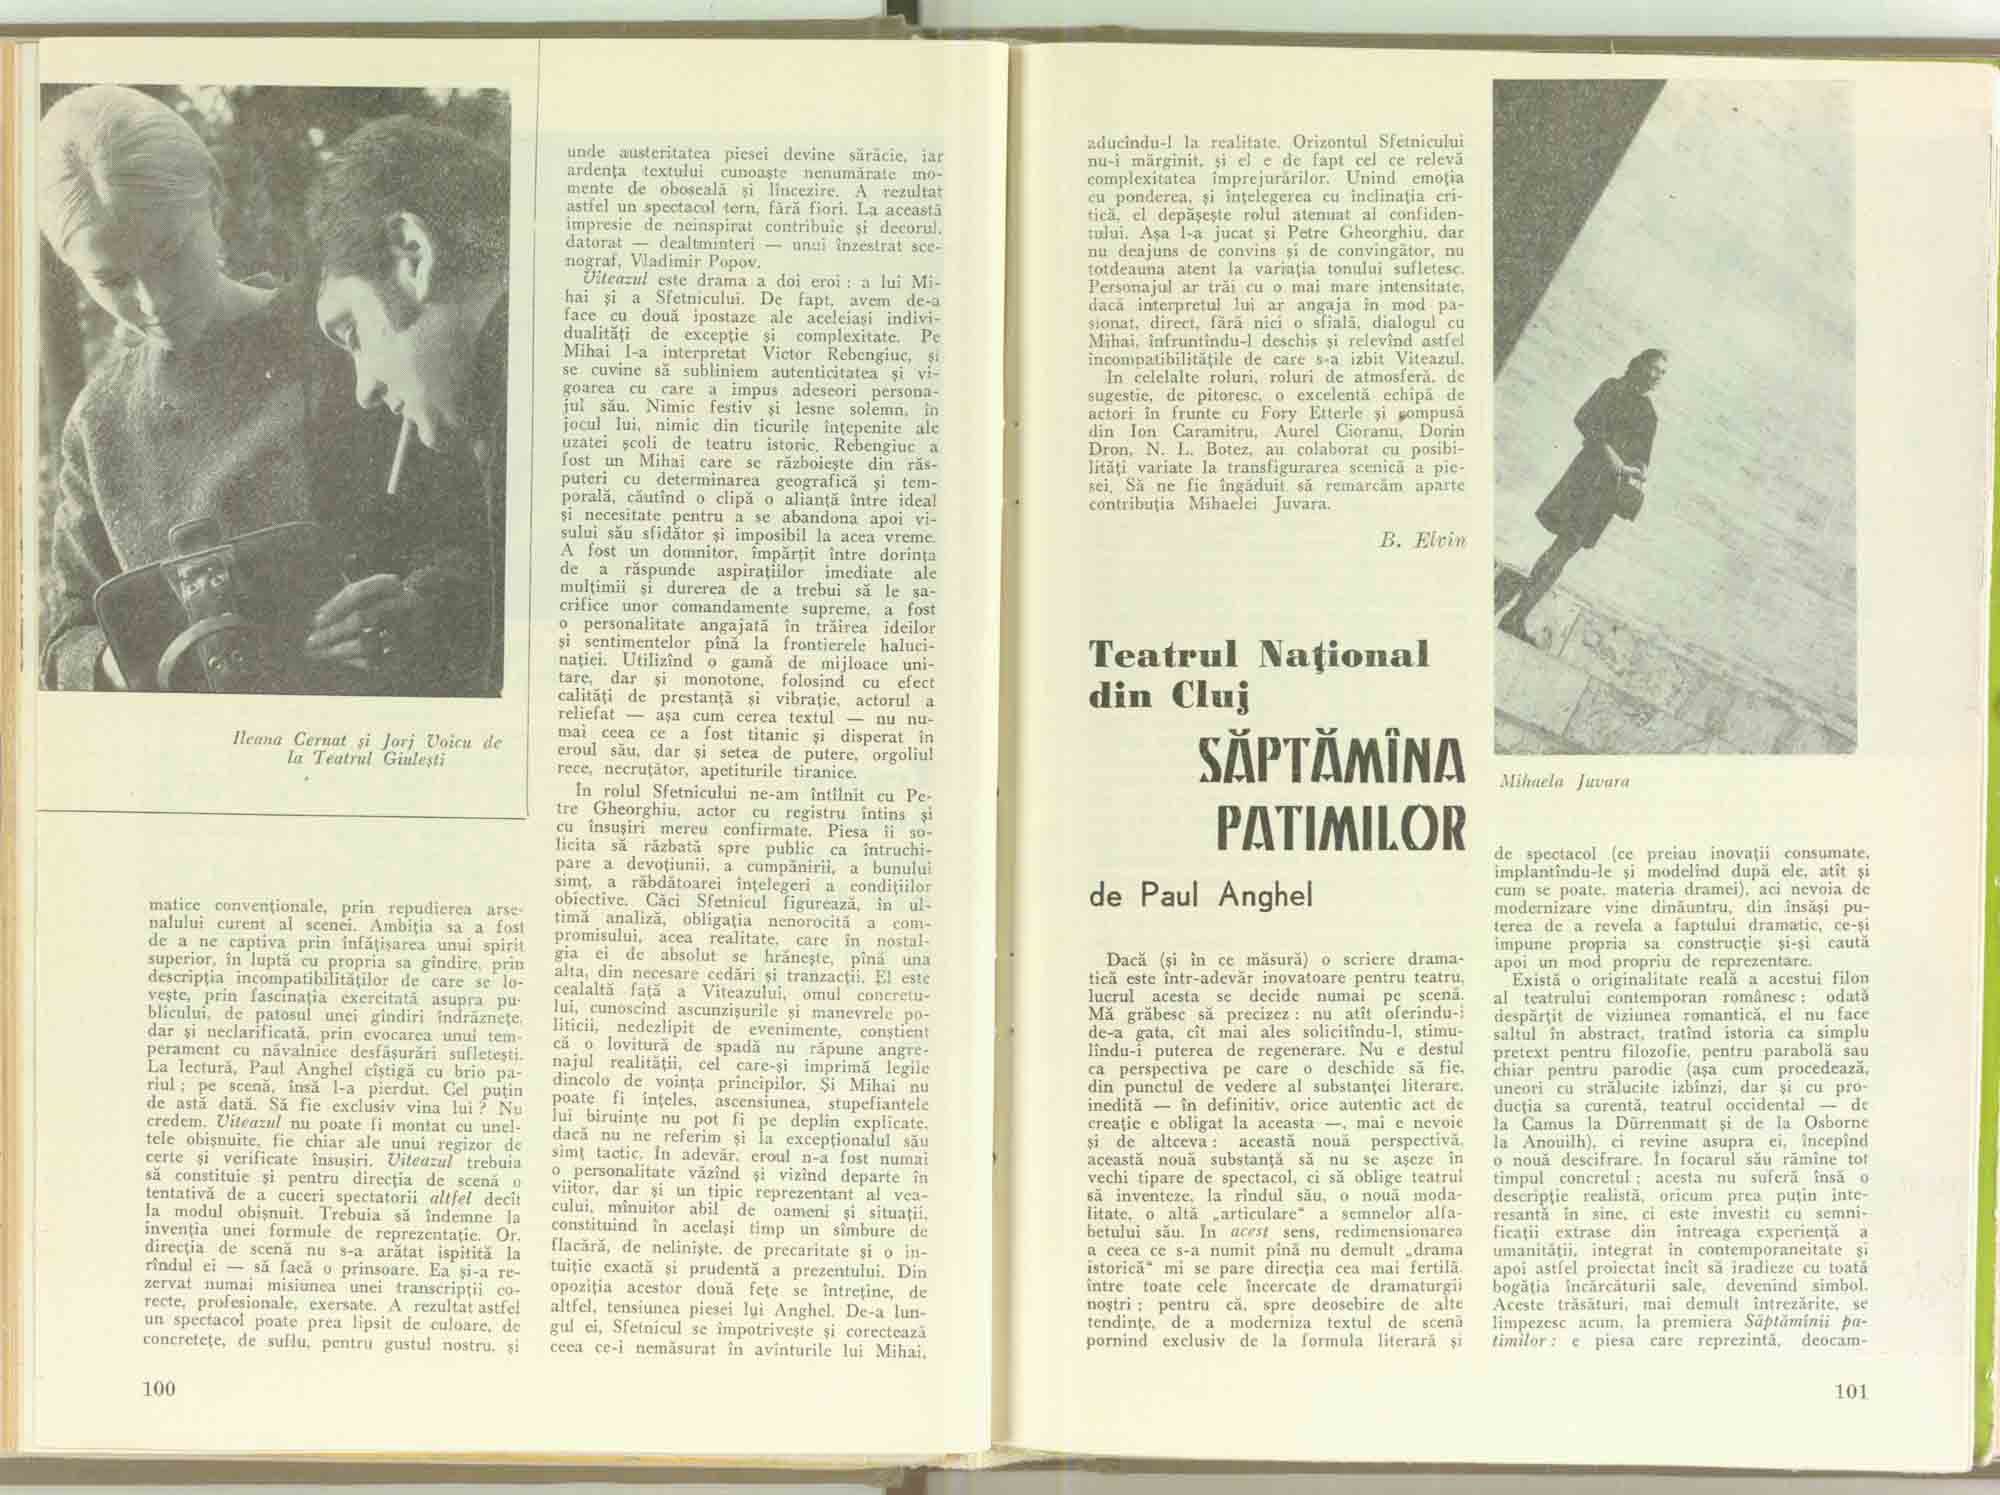 Ileana Cernat și Jorj Voicu de
la Teatrul Giulești
matice convenționale, prin repudierea arse-
nalului curent al scenei. Ambiția sa a fost
de a ne captiva prin înfățișarea unui spirit
superior, în luptă cu propria sa gîndire, prin
descripția incompatibilităților de care se lo-
vește, prin fascinația exercitată asupra pu-
blicului, de patosul unei gîndiri îndrăznețe,
dar și neclarificată, prin evocarea unui tem-
perament cu năvalnice desfășurări sufletești.
La lectură, Paul Anghel cîștigă cu brio pa-
riul ; pe scenă, însă l-a pierdut. Cel puțin
de astă dată. Să fie exclusiv vina lui ? Nu
credem. Viteazul nu poate fi montat cu unel-
tele obișnuite, fie chiar ale unui regizor de
certe și verificate însușiri. Viteazul trebuia
să constituie și pentru direcția de scenă o
tentativă de a cuceri spectatorii altfel decît
la modul obișnuit. Trebuia să îndemne la
invenția unei formule de reprezentație. Or,
direcția de scenă nu s-a arătat ispitită la
rîndul ei — să facă o prinsoare. Ea și-a re-
zervat numai misiunea unei transcripții co-
recte, profesionale, exersate. A rezultat astfel
un spectacol poate prea lipsit de culoare, de
concretețe, de suflu, pentru gustul nostru, și
unde austeritatea piesei devine sărăcie, iar
ardența textului cunoaște nenumărate mo-
mente de oboseală și lîncezire. A rezultat
astfel un spectacol tern, fără fiori. La această
impresie de neinspirat contribuie și decorul,
datorat — dealtminteri — unui înzestrat sce-
nograf, Vladimir Popov.
Viteazul este drama a doi eroi : a lui Mi-
hai și a Sfetnicului. De fapt, avem de-a
face cu două ipostaze ale aceleiași indivi-
dualități de excepție și complexitate. Pe
Mihai l-a interpretat Victor Rebengiuc, și
se cuvine să subliniem autenticitatea și vi-
goarea cu care a impus adeseori persona-
jul său. Nimic festiv și lesne solemn, în
jocul lui, nimic din ticurile înțepenite ale
uzatei școli de teatru istoric. Rebengiuc a
fost un Mihai care se războiește din răs-
puteri cu determinarea geografică și tem-
porală, căutînd o clipă o alianță între ideal
și necesitate pentru a se abandona apoi vi-
sului său sfidător și imposibil la acea vreme.
A fost un domnitor, împărțit între dorința
de a răspunde aspirațiilor imediate ale
mulțimii și durerea de a trebui să le sa-
crifice unor comandamente supreme, a fost
o personalitate angajată în trăirea ideilor
și sentimentelor pînă la frontierele haluci-
nației. Utilizînd o gamă de mijloace uni-
tare, dar și monotone, folosind cu efect
calități de prestanță și vibrație, actorul a
reliefat — așa cum cerea textul — nu nu-
mai ceea ce a fost titanic și disperat în
eroul său, dar și setea de putere, orgoliul
rece, necruțător, apetiturile tiranice.
In rolul Sfetnicului ne-am întîlnit cu Pe-
tre Gheorghiu, actor cu registru întins și
cu însușiri mereu confirmate. Piesa îi so-
licita să răzbată spre public ca întruchi-
pare a devoțiunii, a cumpănirii, a bunului
simț, a răbdătoarei înțelegeri a condițiilor
obiective. Căci Sfetnicul figurează, în ul-
timă analiză, obligația nenorocită a com-
promisului, acea realitate, care în nostal-
gia ei de absolut se hrănește, pînă una
alta, din necesare cedări și tranzacții. El este
cealaltă față a Viteazului, omul concretu-
lui, cunoscînd ascunzișurile și manevrele po-
liticii, nedezlipit de evenimente, conștient
că o lovitură de spadă nu răpune angre-
najul realității, cel care-și imprimă legile
dincolo de voința principilor. Și Mihai nu
poate fi înțeles, ascensiunea, stupefiantele
lui biruințe nu pot fi pe deplin explicate,
dacă nu ne referim și la excepționalul său
simț tactic. In adevăr, eroul n-a fost numai
o personalitate văzînd și vizînd departe în
viitor, dar și un tipic reprezentant al vea-
cului, mînuitor abil de oameni și situații,
constituind în același timp un sîmbure de
flacără, de neliniște, de precaritate și o in-
tuiție exactă și prudentă a prezentului. Din
opoziția acestor două fețe se întreține, de
altfel, tensiunea piesei lui Anghel. De-a lun-
gul ei, Sfetnicul se împotrivește și corectează
ceea ce-i nemăsurat în avînturile lui Mihai,
100
aducîndu-l la realitate. Orizontul Sfetnicului
nu-i mărginit, și el e de fapt cel ce relevă
complexitatea împrejurărilor. Unind emoția
cu ponderea, și înțelegerea cu înclinația cri-
tică, el depășește rolul atenuat al confiden-
tului. Așa l-a jucat și Petre Gheorghiu, dar
nu deajuns de convins și de convingător, nu
totdeauna atent la variația tonului sufletesc.
Personajul ar trăi cu o mai mare intensitate,
dacă interpretul lui ar angaja în mod pa-
sionat, direct, fără nici o sfială, dialogul cu
Mihai, înfruntîndu-l deschis și relevînd astfel
incompatibilitățile de care s-a izbit Viteazul.
In celelalte roluri, roluri de atmosferă, de
sugestie, de pitoresc, o excelentă echipă de
actori în frunte cu Fory Etterle și compusă
din Ion Caramitru, Aurel Cioranu, Dorin
Dron, N. L. Botez, au colaborat cu posibi-
lități variate la transfigurarea scenică a pie-
sei. Să ne fie îngăduit să remarcăm aparte
contribuția Mihaelei Juvara.
B. Elvin
Teatrul Național
din Cluj
SĂPTĂMÎNA
PATIMILOR
de Paul Anghel
Dacă (și în ce măsură) o scriere drama-
tică este într-adevăr inovatoare pentru teatru,
lucrul acesta se decide numai pe scenă.
Mă grăbesc să precizez : nu atît oferindu-i
de-a gata, cît mai ales solicitîndu-l, stimu-
lîndu-i puterea de regenerare. Nu e destul
ca perspectiva pe care o deschide să fie,
din punctul de vedere al substanței literare,
inedită — în definitiv, orice autentic act de
creație e obligat la aceasta —, mai e nevoie
și de altceva : această nouă perspectivă,
această nouă substanță să nu se așeze în
vechi tipare de spectacol, ci să oblige teatrul
să inventeze, la rîndul său, o nouă moda-
litate, o altă „articulare“ a semnelor alfa-
betului său. In acest sens, redimensionarea
a ceea ce s-a numit pînă nu demult „drama
istorică“ mi se pare direcția cea mai fertilă
între toate cele încercate de dramaturgii
noștri ; pentru că, spre deosebire de alte
tendințe, de a moderniza textul de scenă
pornind exclusiv de la formula literară și
Mihaela Juvara
de spectacol (ce preiau inovații consumate,
implantîndu-le și modelînd după ele, atît și
cum se poate, materia dramei), aci nevoia de
modernizare vine dinăuntru, din însăși pu-
terea de a revela a faptului dramatic, ce-și
impune propria sa construcție și-și caută
apoi un mod propriu de reprezentare.
Există o originalitate reală a acestui filon
al teatrului contemporan românesc : odată
despărțit de viziunea romantică, el nu face
saltul în abstract, tratînd istoria ca simplu
pretext pentru filozofie, pentru parabolă sau
chiar pentru parodie (așa cum procedează,
uneori cu strălucite izbînzi, dar și cu pro-
ducția sa curentă, teatrul occidental — de
la Camus la Dürrenmatt și de la Osborne
la Anouilh), ci revine asupra ei, începînd
o nouă descifrare. In focarul său rămîne tot
timpul concretul ; acesta nu suferă însă o
descripție realistă, oricum prea puțin inte-
resantă în sine, ci este investit cu semni-
ficații extrase din întreaga experiență a
umanității, integrat în contemporaneitate și
apoi astfel proiectat încît să iradieze cu toată
bogăția încărcăturii sale, devenind simbol.
Aceste trăsături, mai demult întrezărite, se
limpezesc acum, la premiera Săptămînii pa-
timilor : e piesa care reprezintă, deocam-
101